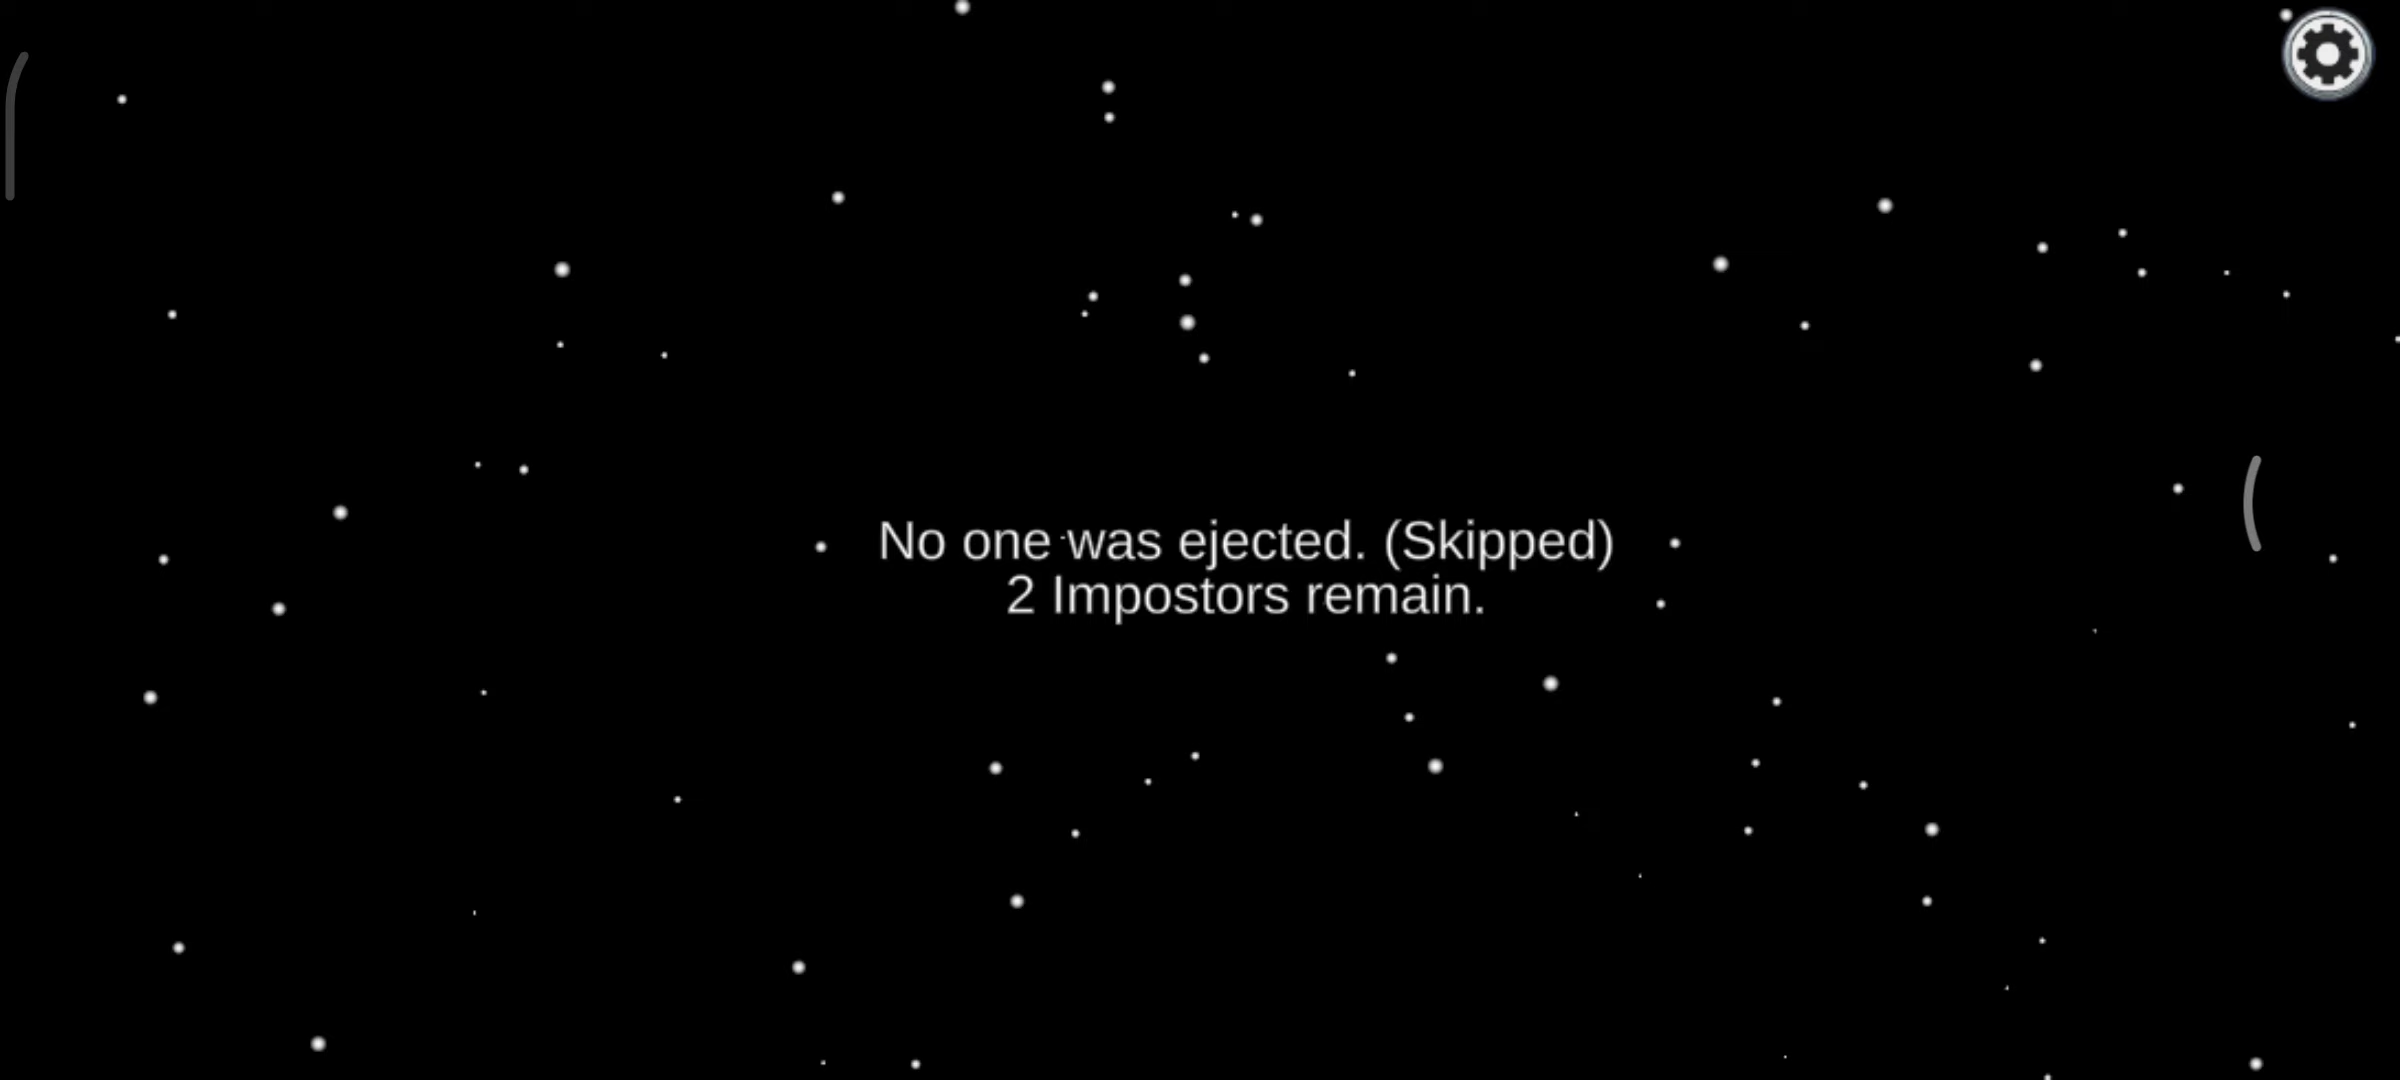 No one was ejected. (Skipped)
2 Impostors remain.